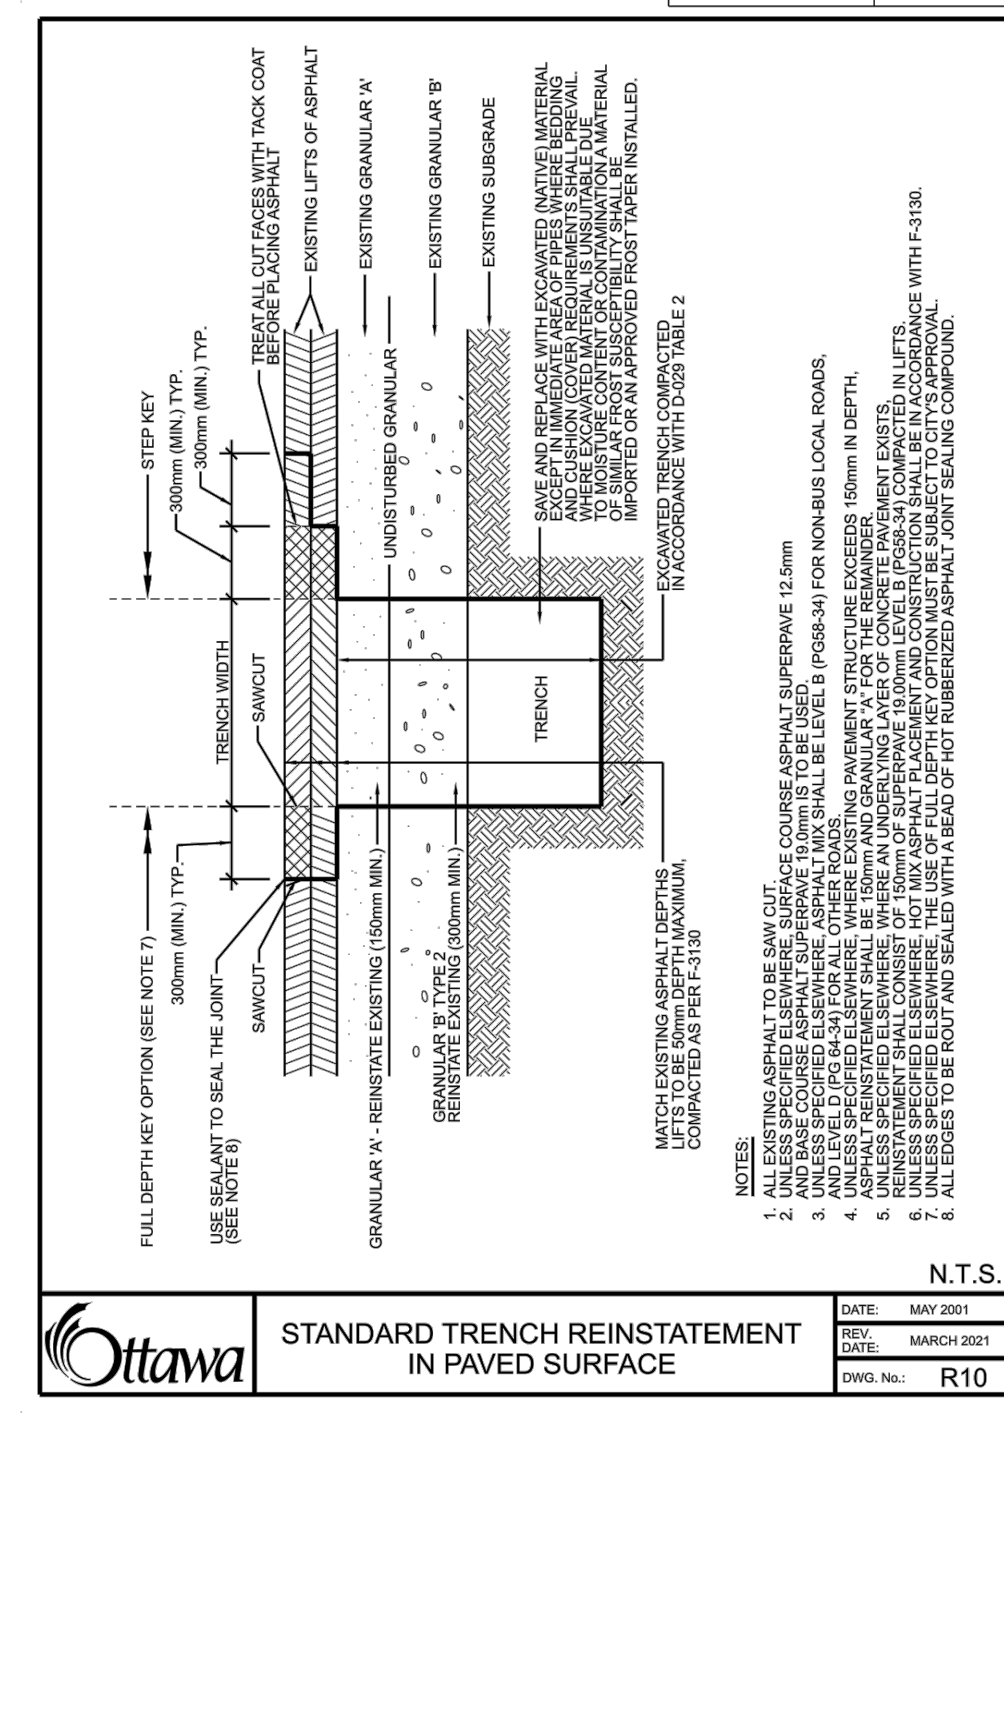 FULL DEPTH KEY OPTION (SEE NOTE 7)
STEP KEY
300mm (MIN.) TYP.
300mm (MIN.) TYP.
300mm (MIN.) TYP.
TRENCH WIDTH
USE SEALANT TO SEAL THE JOINT
(SEE NOTE 8)
SAWCUT
SAWCUT
TREAT ALL CUT FACES WITH TACK COAT
BEFORE PLACING ASPHALT
EXISTING LIFTS OF ASPHALT
EXISTING GRANULAR 'A'
GRANULAR 'A' - REINSTATE EXISTING (150mm MIN.)
UNDISTURBED GRANULAR
EXISTING GRANULAR 'B'
GRANULAR 'B' TYPE 2
REINSTATE EXISTING (300mm MIN.)
EXISTING SUBGRADE
TRENCH
SAVE AND REPLACE WITH EXCAVATED (NATIVE) MATERIAL
EXCEPT IN IMMEDIATE AREA OF PIPES WHERE BEDDING
AND CUSHION (COVER) REQUIREMENTS SHALL PREVAIL.
WHERE EXCAVATED MATERIAL IS UNSUITABLE DUE
TO MOISTURE CONTENT OR CONTAMINATION A MATERIAL
OF SIMILAR FROST SUSCEPTIBILITY SHALL BE
IMPORTED OR AN APPROVED FROST TAPER INSTALLED.
MATCH EXISTING ASPHALT DEPTHS
LIFTS TO BE 50mm DEPTH MAXIMUM,
COMPACTED AS PER F-3130
EXCAVATED TRENCH COMPACTED
IN ACCORDANCE WITH D-029 TABLE 2
NOTES:
1. ALL EXISTING ASPHALT TO BE SAW CUT.
2. UNLESS SPECIFIED ELSEWHERE, SURFACE COURSE ASPHALT SUPERPAVE 12.5mm
AND BASE COURSE ASPHALT SUPERPAVE 19.0mm IS TO BE USED.
3. UNLESS SPECIFIED ELSEWHERE, ASPHALT MIX SHALL BE LEVEL B (PG58-34) FOR NON-BUS LOCAL ROADS,
AND LEVEL D (PG 64-34) FOR ALL OTHER ROADS.
4. UNLESS SPECIFIED ELSEWHERE, WHERE EXISTING PAVEMENT STRUCTURE EXCEEDS 150mm IN DEPTH,
ASPHALT REINSTATEMENT SHALL BE 150mm AND GRANULAR "A" FOR THE REMAINDER.
5. UNLESS SPECIFIED ELSEWHERE, WHERE AN UNDERLYING LAYER OF CONCRETE PAVEMENT EXISTS,
REINSTATEMENT SHALL CONSIST OF 150mm OF SUPERPAVE 19.00mm LEVEL B (PG58-34) COMPACTED IN LIFTS.
6. UNLESS SPECIFIED ELSEWHERE, HOT MIX ASPHALT PLACEMENT AND CONSTRUCTION SHALL BE IN ACCORDANCE WITH F-3130.
7. UNLESS SPECIFIED ELSEWHERE, THE USE OF FULL DEPTH KEY OPTION MUST BE SUBJECT TO CITY'S APPROVAL.
8. ALL EDGES TO BE ROUT AND SEALED WITH A BEAD OF HOT RUBBERIZED ASPHALT JOINT SEALING COMPOUND.
N.T.S.
Ottawa
STANDARD TRENCH REINSTATEMENT
IN PAVED SURFACE
DATE: MAY 2001
REV.
DATE: MARCH 2021
DWG. No.: R10